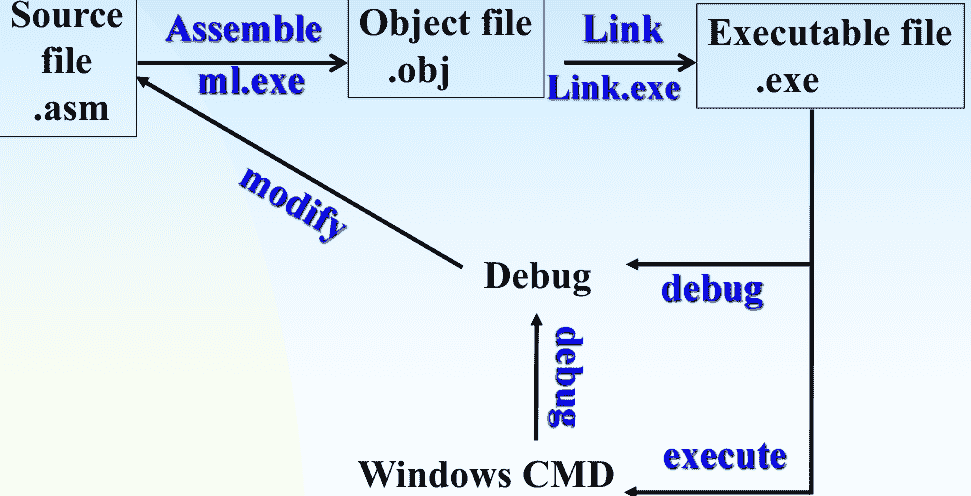 Source
file
.asm
Assemble
ml.exe
Object file
.obj
Link
Link.exe
Executable file
.exe
modify
Debug
debug
debug
Windows CMD
execute